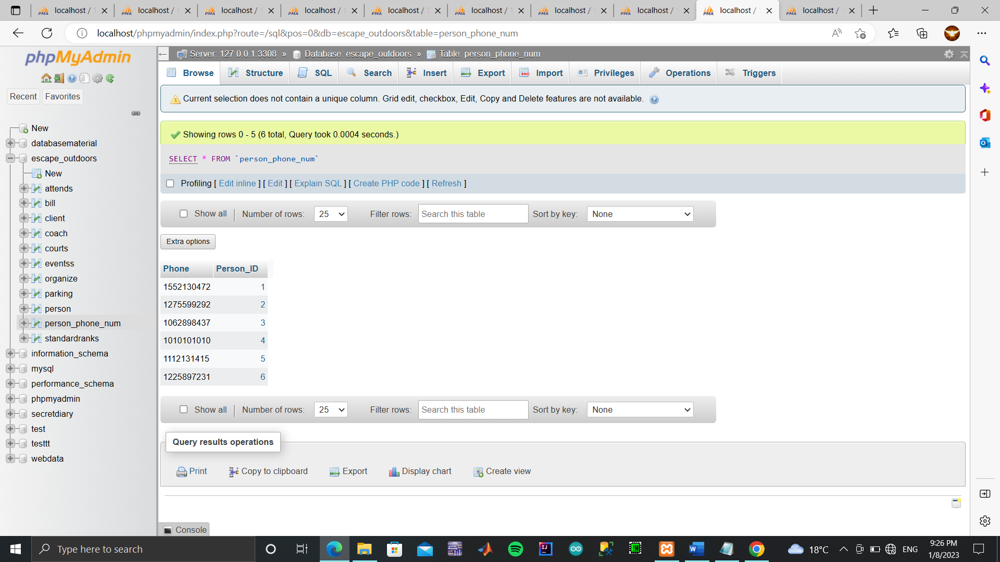 localhost / 1
localhost / 1
localhost / 1
localhost / 1
localhost / 1
localhost / 1
localhost / 1
localhost /
localhost / 1
localhost /
localhost/phpmyadmin/index.php?route=/sql&pos=0&db=escape_outdoors&table=person_phone_num
phpMyAdmin
Recent Favorites
New
databasematerial
escape_outdoors
New
attends
bill
client
coach
courts
eventss
organize
parking
person
person_phone_num
standardranks
information_schema
mysql
performance_schema
phpmyadmin
secretdiary
test
testtt
webdata
Server: 127.0.0.1:3308 » Database: escape_outdoors » Table: person_phone_num
Browse Structure SQL Search Insert Export Import Privileges Operations Triggers
Current selection does not contain a unique column. Grid edit, checkbox, Edit, Copy and Delete features are not available.
Showing rows 0 - 5 (6 total, Query took 0.0004 seconds.)
SELECT * FROM `person_phone_num`
Profiling [ Edit inline ] [ Edit ] [ Explain SQL ] [ Create PHP code ] [ Refresh ]
Show all | Number of rows: 25 Filter rows: Search this table Sort by key: None
Extra options
Phone Person_ID
1552130472 1
1275599292 2
1062898437 3
1010101010 4
1112131415 5
1225897231 6
Show all | Number of rows: 25 Filter rows: Search this table Sort by key: None
Query results operations
Print Copy to clipboard Export Display chart Create view
Console
Type here to search
18°C ENG
9:26 PM
1/8/2023